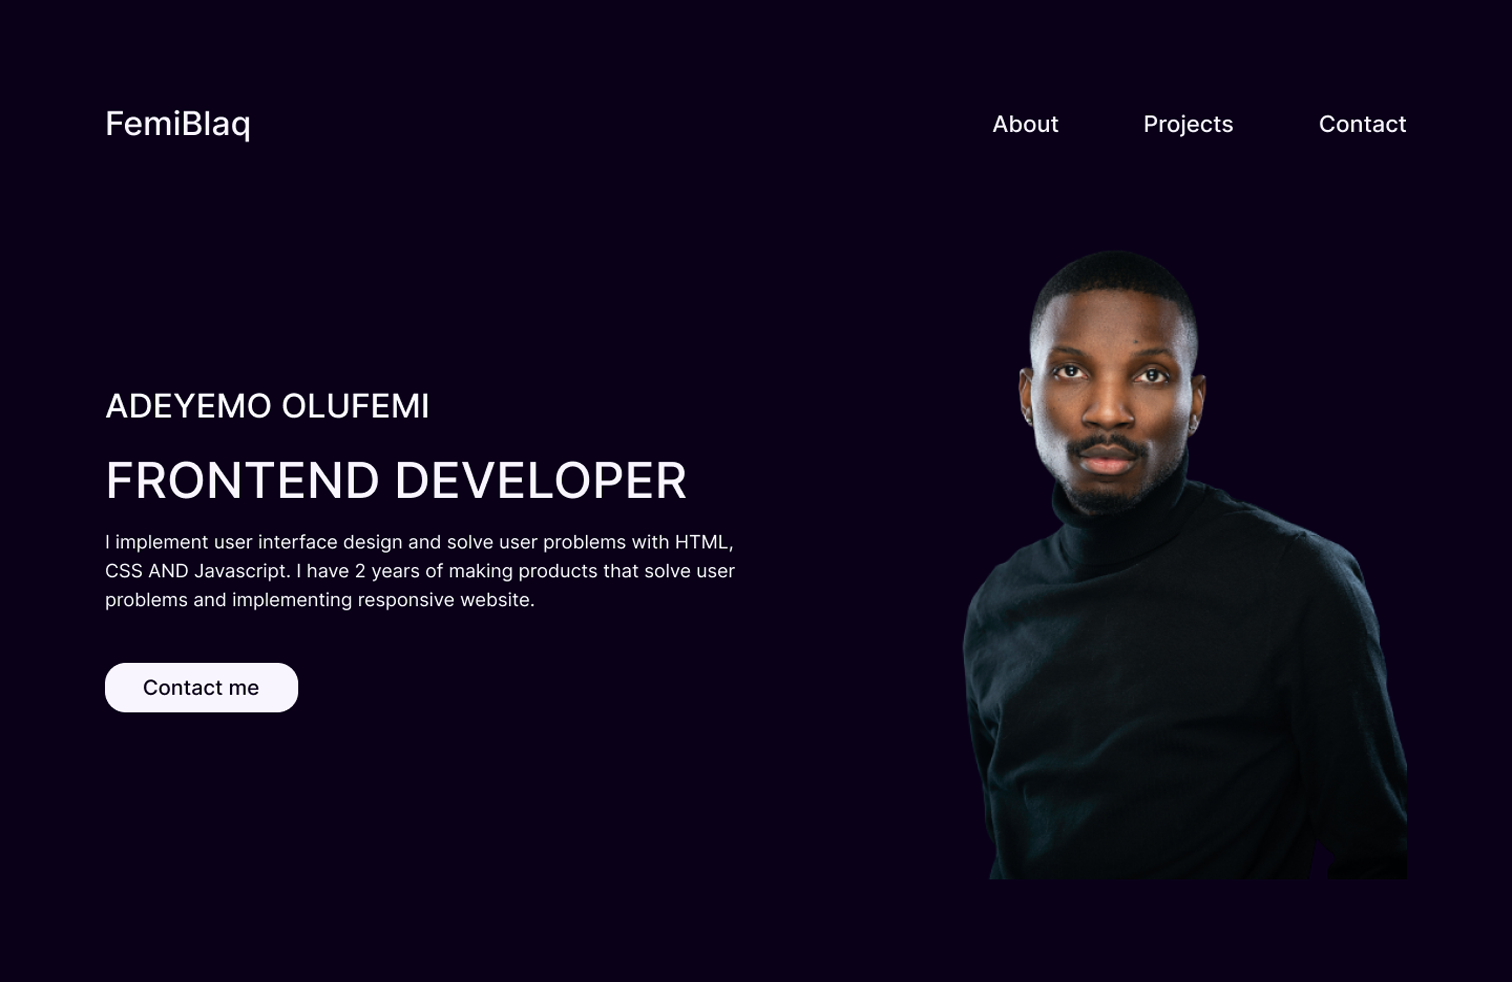 FemiBlaq
About Projects Contact
ADEYEMO OLUFEMI
FRONTEND DEVELOPER
I implement user interface design and solve user problems with HTML,
CSS AND Javascript. I have 2 years of making products that solve user
problems and implementing responsive website.
Contact me